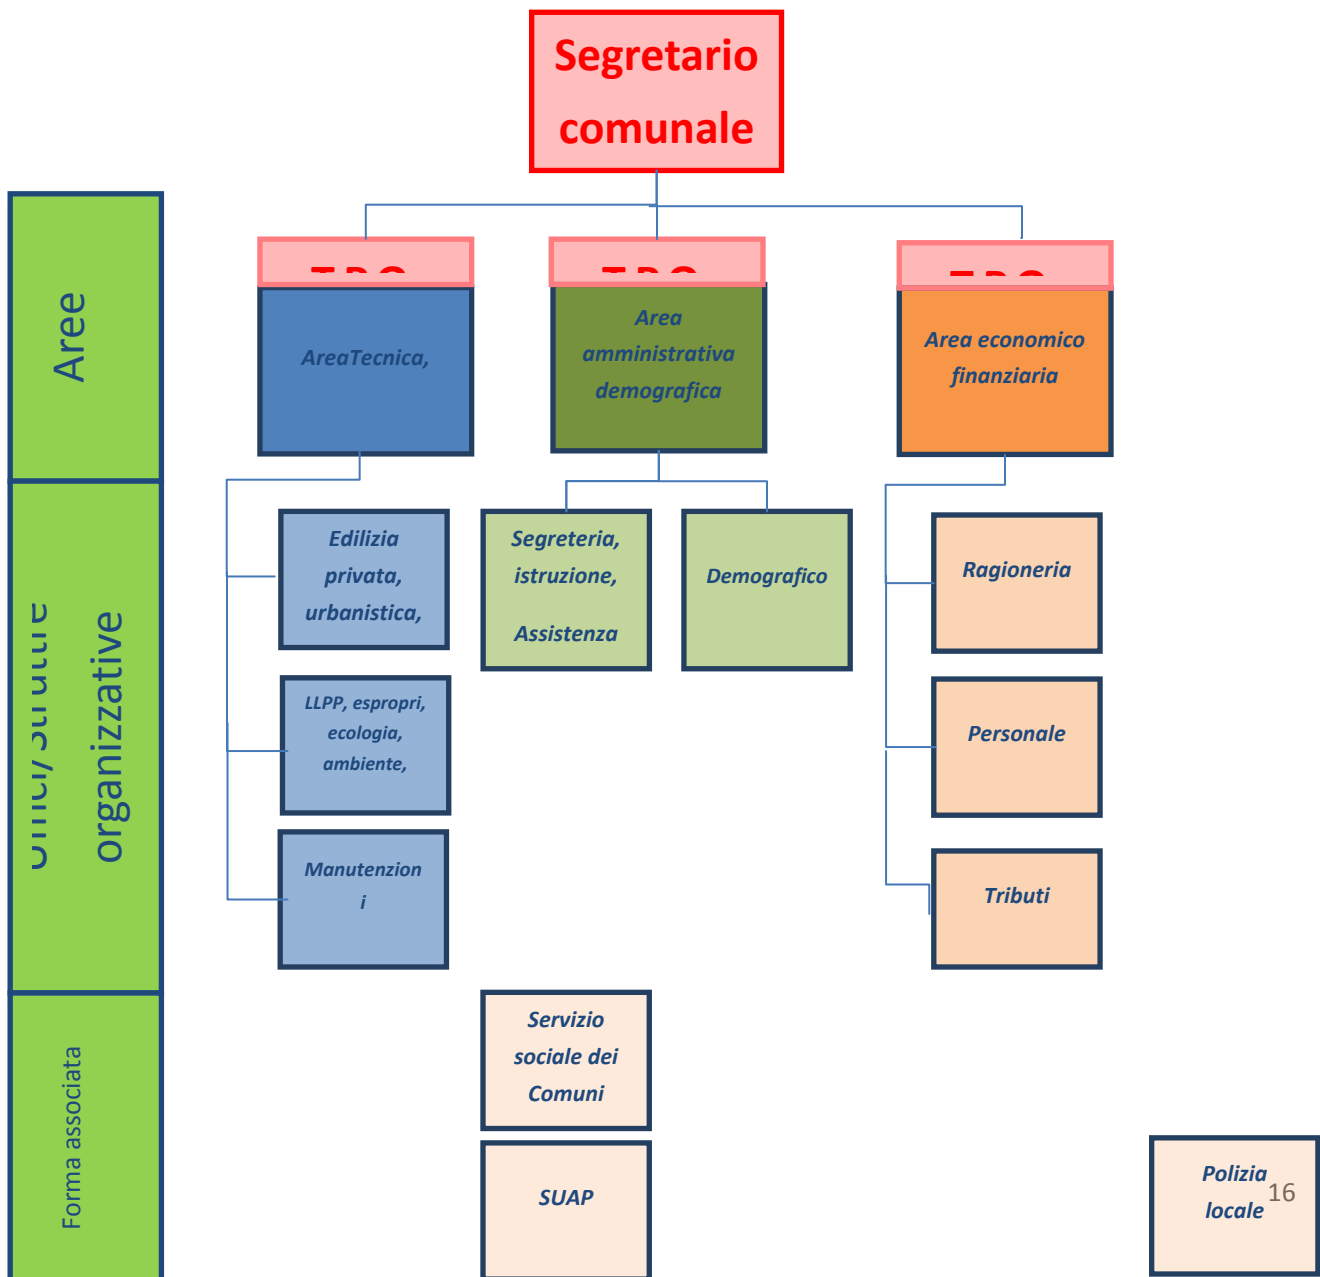 Segretario
comunale
Aree
T.P.O.
T.P.O.
T.P.O.
AreaTecnica,
Area
amministrativa
demografica
Area economico
finanziaria
organizzative
Edilizia
privata,
urbanistica,
Segreteria,
istruzione,
Assistenza
Demografico
Ragioneria
LLPP, espropri,
ecologia,
ambiente,
Personale
Manutenzion
i
Tributi
Forma associata
Servizio
sociale dei
Comuni
SUAP
Polizia
locale
16